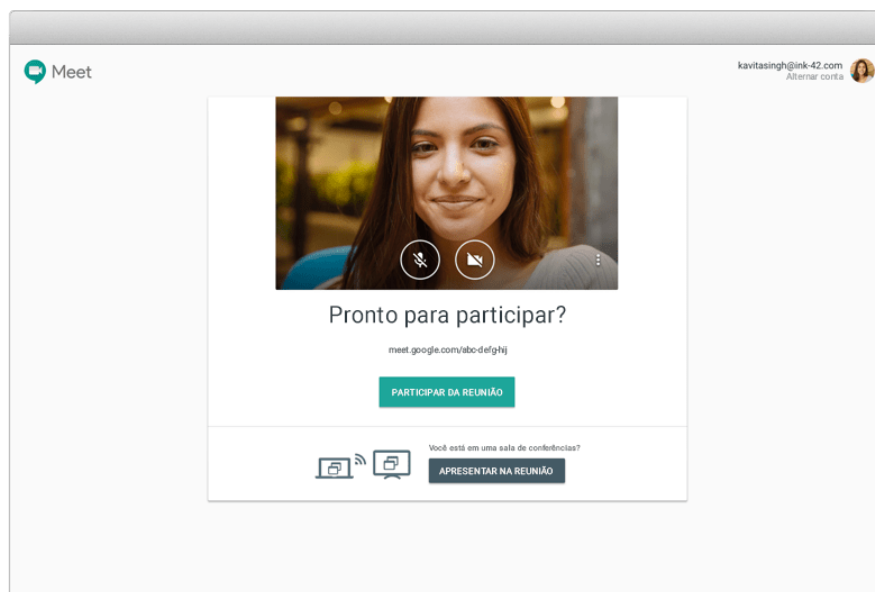 Meet
kavitasingh@ink-42.com
Alternar conta
Pronto para participar?
meet.google.com/abc-defg-hij
PARTICIPAR DA REUNIÃO
Você está em uma sala de conferências?
APRESENTAR NA REUNIÃO